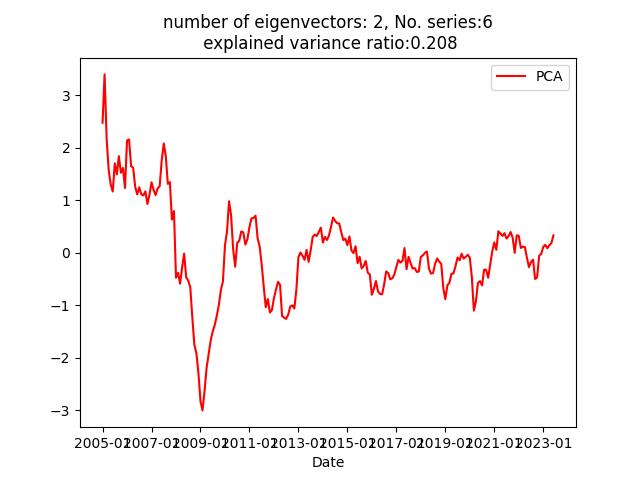 number of eigenvectors: 2, No. series:6
explained variance ratio:0.208
PCA
3
2
1
0
−1
−2
−3
2005-01 2007-01 2009-01 2011-01 2013-01 2015-01 2017-01 2019-01 2021-01 2023-01
Date